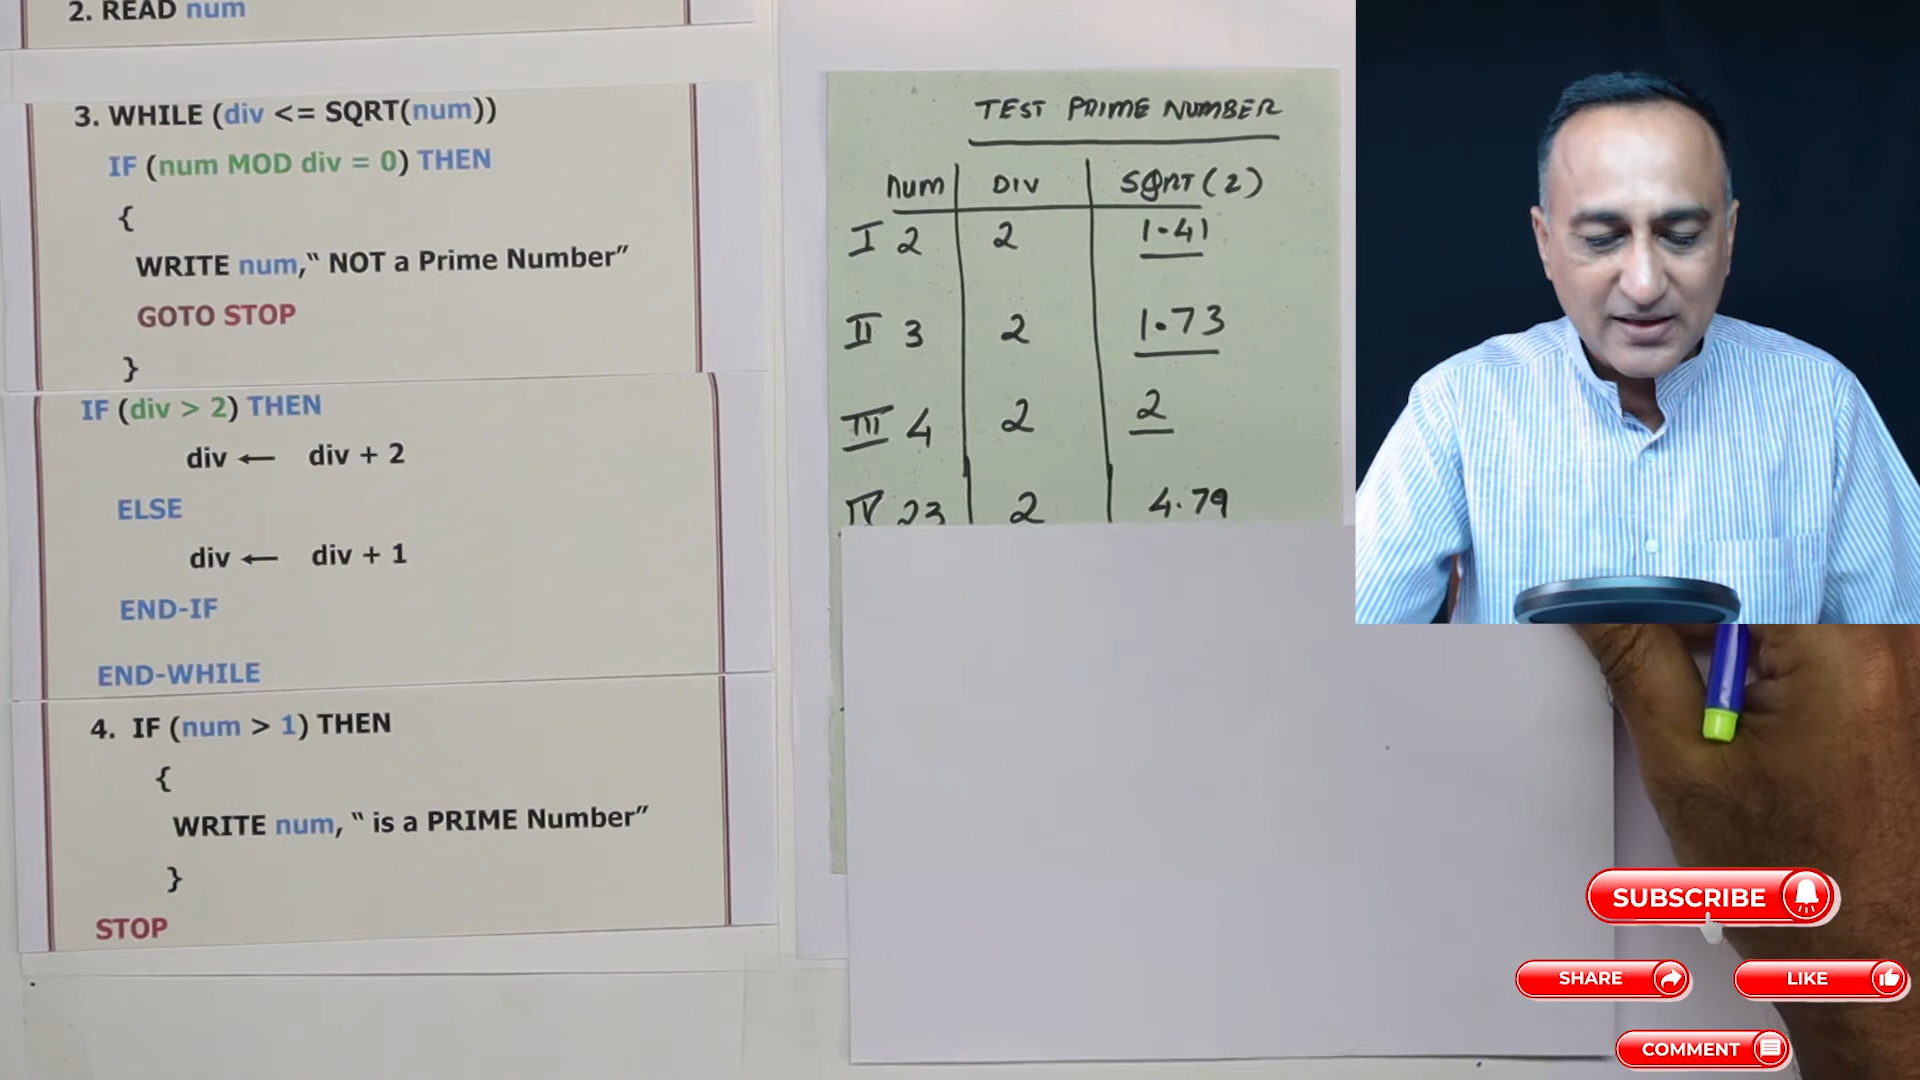 2. READ num
3. WHILE (div <= SQRT(num))
IF (num MOD div = 0) THEN
{
WRITE num,“ NOT a Prime Number”
GOTO STOP
}
IF (div > 2) THEN
div ← div + 2
ELSE
div ← div + 1
END-IF
END-WHILE
4. IF (num > 1) THEN
{
WRITE num, “ is a PRIME Number”
}
STOP
TEST PRIME NUMBER
num DIV SQRT(2)
I 2 2 1.41
II 3 2 1.73
III 4 2 2
IV 23 2 4.79
SUBSCRIBE
SHARE
LIKE
COMMENT